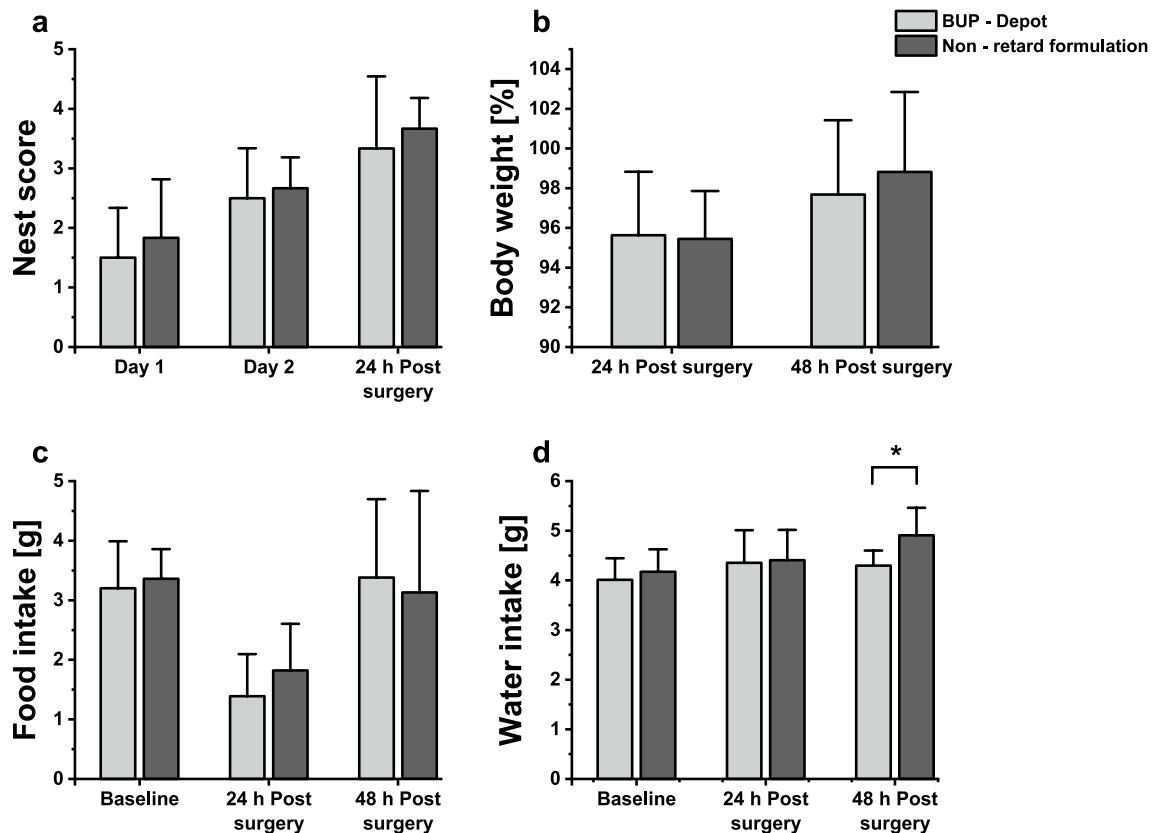 a
Nest score
5
4
3
2
1
0
Day 1
Day 2
24 h Post
surgery
b
BUP - Depot
Non - retard formulation
Body weight [%]
104
102
100
98
96
94
92
90
24 h Post surgery
48 h Post surgery
c
Food intake [g]
5
4
3
2
1
0
Baseline
24 h Post
surgery
48 h Post
surgery
d
*
Water intake [g]
6
5
4
3
2
1
0
Baseline
24 h Post
surgery
48 h Post
surgery